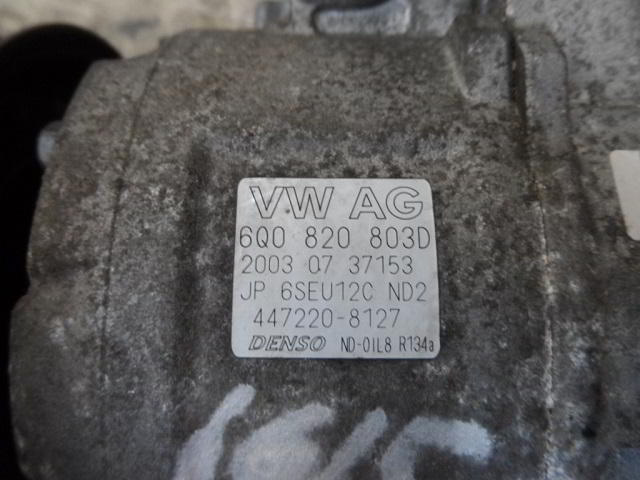 VW AG
6Q0 820 803D
2003 07 37153
JP 6SEU12C ND2
447220-8127
DENSO ND-OIL8 R134a